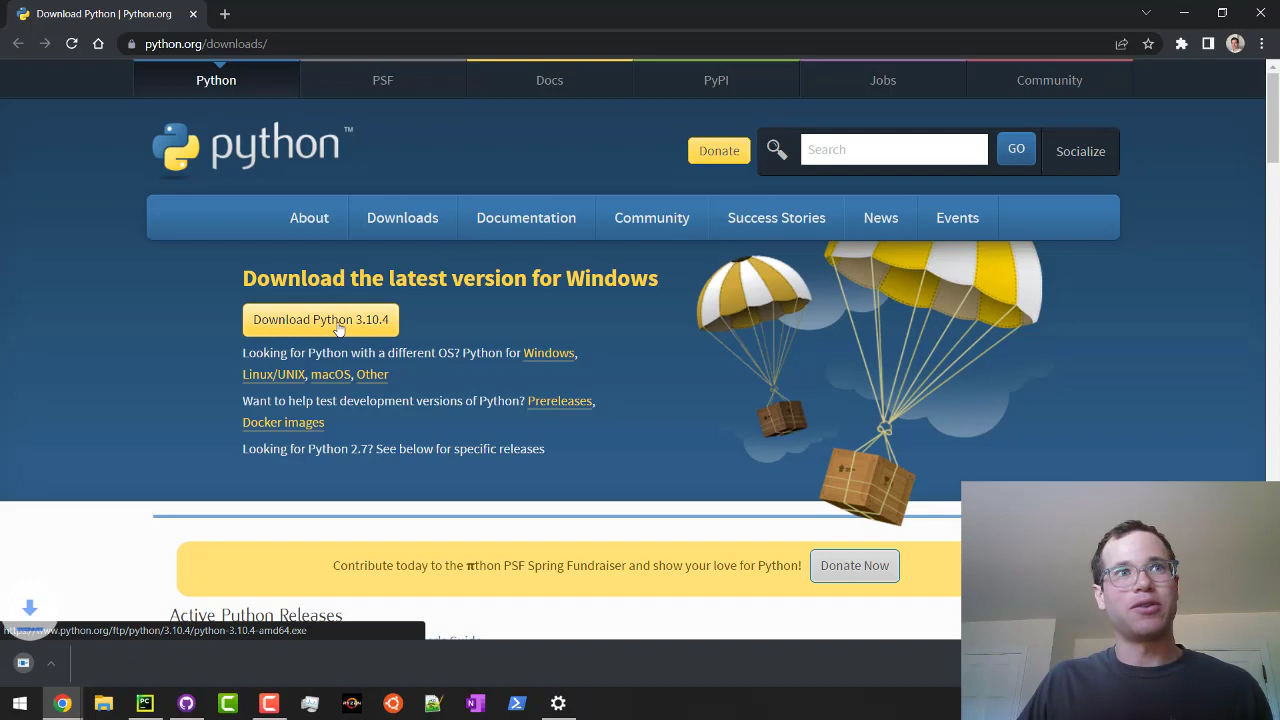 Download Python | Python.org
python.org/downloads/
Python
PSF
Docs
PyPI
Jobs
Community
python™
Donate
Search
GO
Socialize
About
Downloads
Documentation
Community
Success Stories
News
Events
Download the latest version for Windows
Download Python 3.10.4
Looking for Python with a different OS? Python for Windows,
Linux/UNIX, macOS, Other
Want to help test development versions of Python? Prereleases,
Docker images
Looking for Python 2.7? See below for specific releases
Contribute today to the πthon PSF Spring Fundraiser and show your love for Python!
Donate Now
Active Python Releases
https://www.python.org/ftp/python/3.10.4/python-3.10.4-amd64.exe
PC
C
C
RYZEN
N